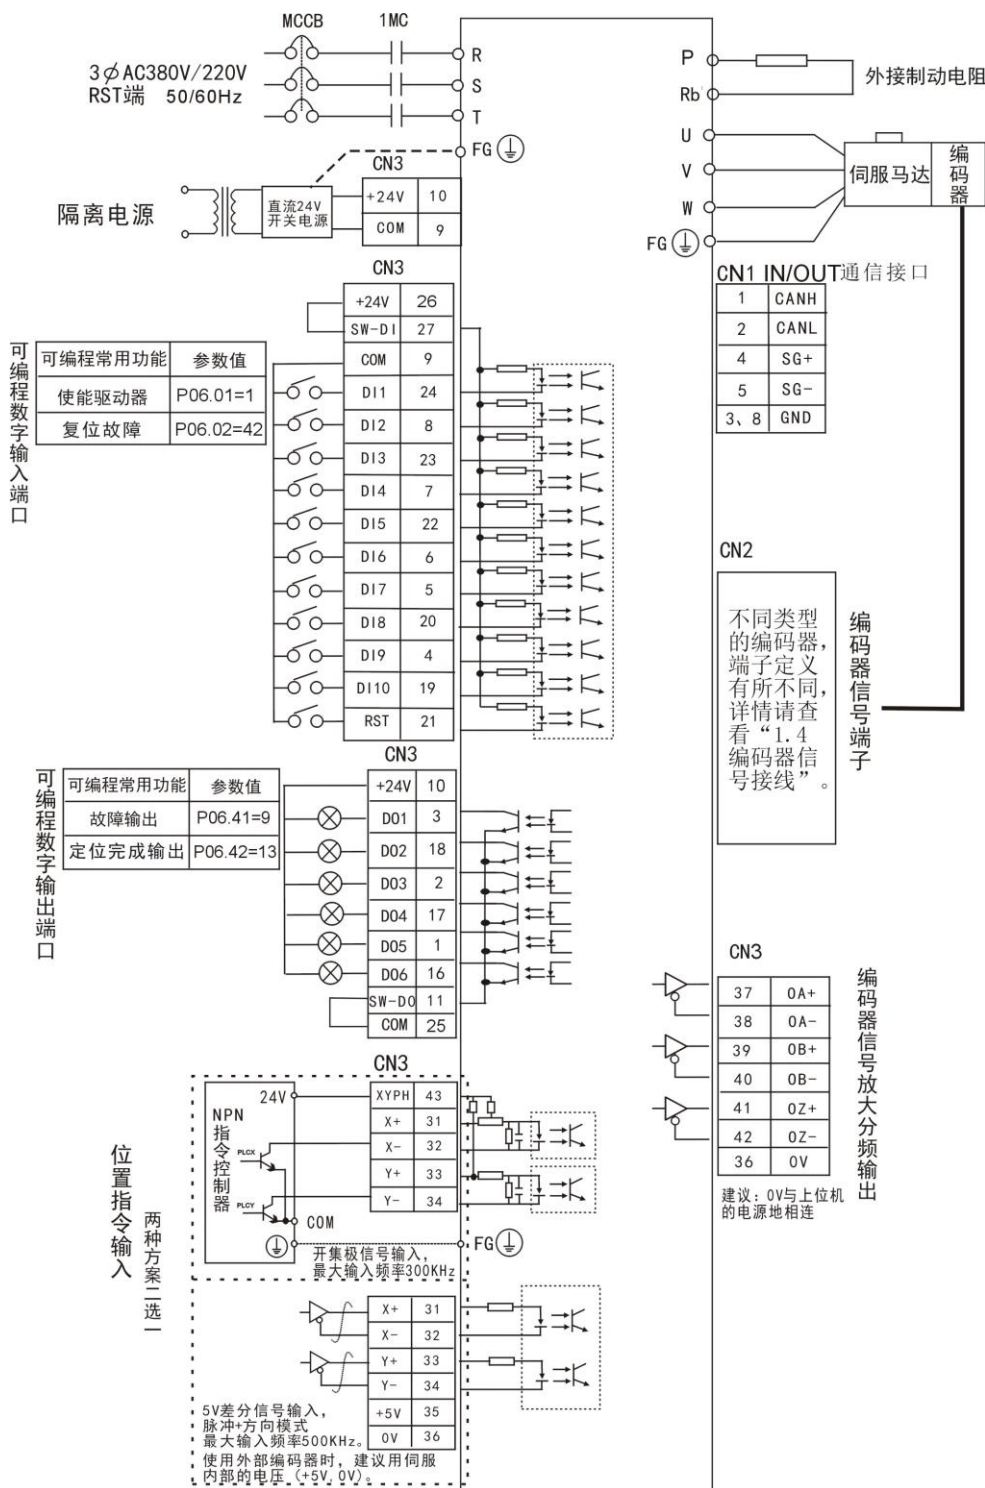 MCCB
1MC
3∅AC380V/220V
RST端 50/60Hz
R
S
T
FG
CN3
隔离电源
直流24V
开关电源
+24V 10
COM 9
P
Rb
外接制动电阻
U
V
W
FG
伺服马达
编码器
CN1 IN/OUT通信接口
1 CANH
2 CANL
4 SG+
5 SG-
3、8 GND
CN3
+24V 26
SW-DI 27
COM 9
DI1 24
DI2 8
DI3 23
DI4 7
DI5 22
DI6 6
DI7 5
DI8 20
DI9 4
DI10 19
RST 21
可编程数字输入端口
可编程常用功能 参数值
使能驱动器 P06.01=1
复位故障 P06.02=42
CN2
不同类型
的编码器,
端子定义
有所不同,
详情请查
看“1.4
编码器信
号接线”。
编码器信号端子
CN3
+24V 10
DO1 3
DO2 18
DO3 2
DO4 17
DO5 1
DO6 16
SW-DO 11
COM 25
可编程数字输出端口
可编程常用功能 参数值
故障输出 P06.41=9
定位完成输出 P06.42=13
CN3
37 OA+
38 OA-
39 OB+
40 OB-
41 OZ+
42 OZ-
36 0V
编码器信号放大分频输出
建议：0V与上位机
的电源地相连
CN3
位置指令输入
两种方案二选一
NPN
指令控制器
24V
PLCX
PLCY
COM
XYPH 43
X+ 31
X- 32
Y+ 33
Y- 34
FG
开集极信号输入,
最大输入频率300KHz
X+ 31
X- 32
Y+ 33
Y- 34
+5V 35
0V 36
5V差分信号输入,
脉冲+方向模式
最大输入频率500KHz。
使用外部编码器时，建议用伺服
内部的电压（+5V,0V）。